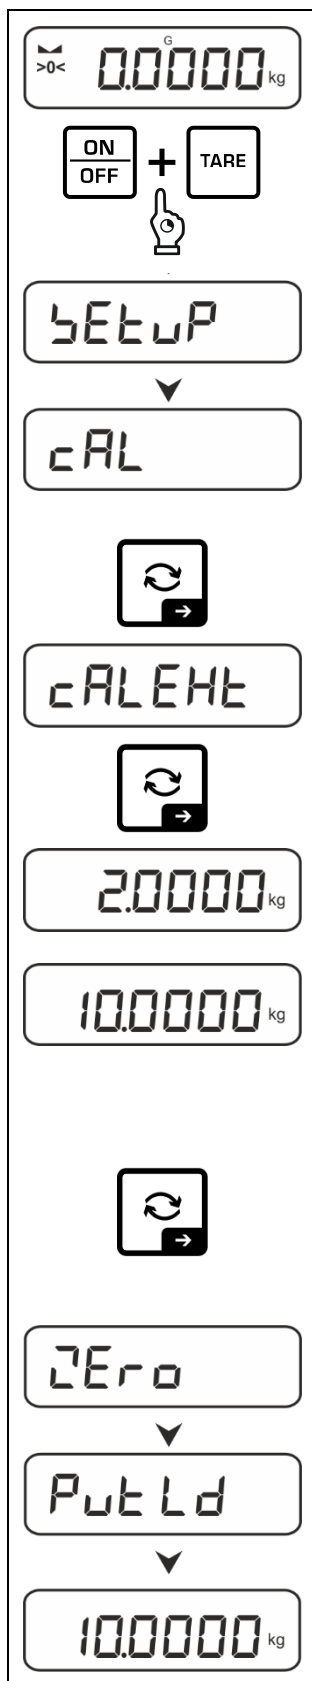 G
>0< 0.0000 kg
ON
OFF + TARE
SEtuP
cAL
→
cALEHt
→
2.0000 kg
10.0000 kg
→
ZEro
Put Ld
10.0000 kg